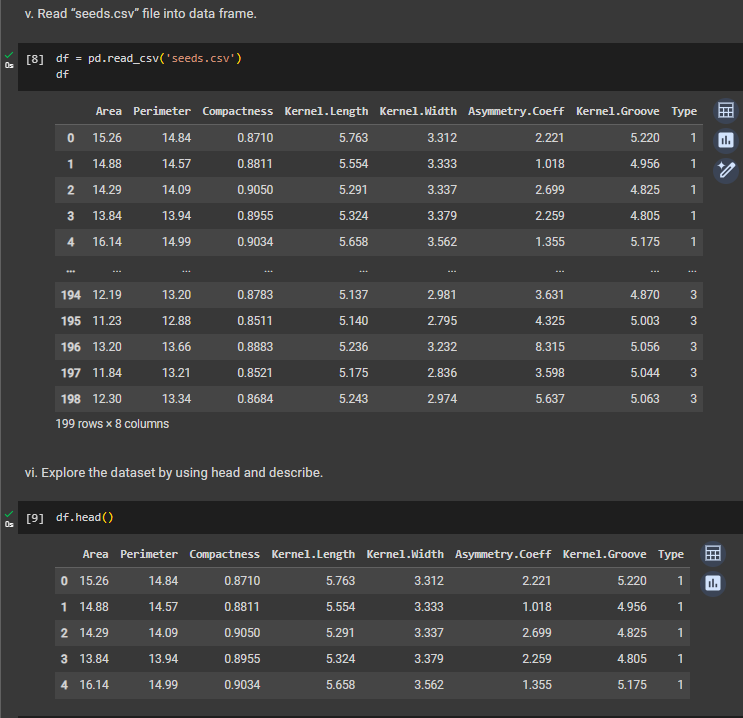 v. Read “seeds.csv” file into data frame.
0s
[8] df = pd.read_csv('seeds.csv')
df
Area Perimeter Compactness Kernel.Length Kernel.Width Asymmetry.Coeff Kernel.Groove Type
0 15.26 14.84 0.8710 5.763 3.312 2.221 5.220 1
1 14.88 14.57 0.8811 5.554 3.333 1.018 4.956 1
2 14.29 14.09 0.9050 5.291 3.337 2.699 4.825 1
3 13.84 13.94 0.8955 5.324 3.379 2.259 4.805 1
4 16.14 14.99 0.9034 5.658 3.562 1.355 5.175 1
... ... ... ... ... ... ... ... ...
194 12.19 13.20 0.8783 5.137 2.981 3.631 4.870 3
195 11.23 12.88 0.8511 5.140 2.795 4.325 5.003 3
196 13.20 13.66 0.8883 5.236 3.232 8.315 5.056 3
197 11.84 13.21 0.8521 5.175 2.836 3.598 5.044 3
198 12.30 13.34 0.8684 5.243 2.974 5.637 5.063 3
199 rows × 8 columns
vi. Explore the dataset by using head and describe.
0s
[9] df.head()
Area Perimeter Compactness Kernel.Length Kernel.Width Asymmetry.Coeff Kernel.Groove Type
0 15.26 14.84 0.8710 5.763 3.312 2.221 5.220 1
1 14.88 14.57 0.8811 5.554 3.333 1.018 4.956 1
2 14.29 14.09 0.9050 5.291 3.337 2.699 4.825 1
3 13.84 13.94 0.8955 5.324 3.379 2.259 4.805 1
4 16.14 14.99 0.9034 5.658 3.562 1.355 5.175 1